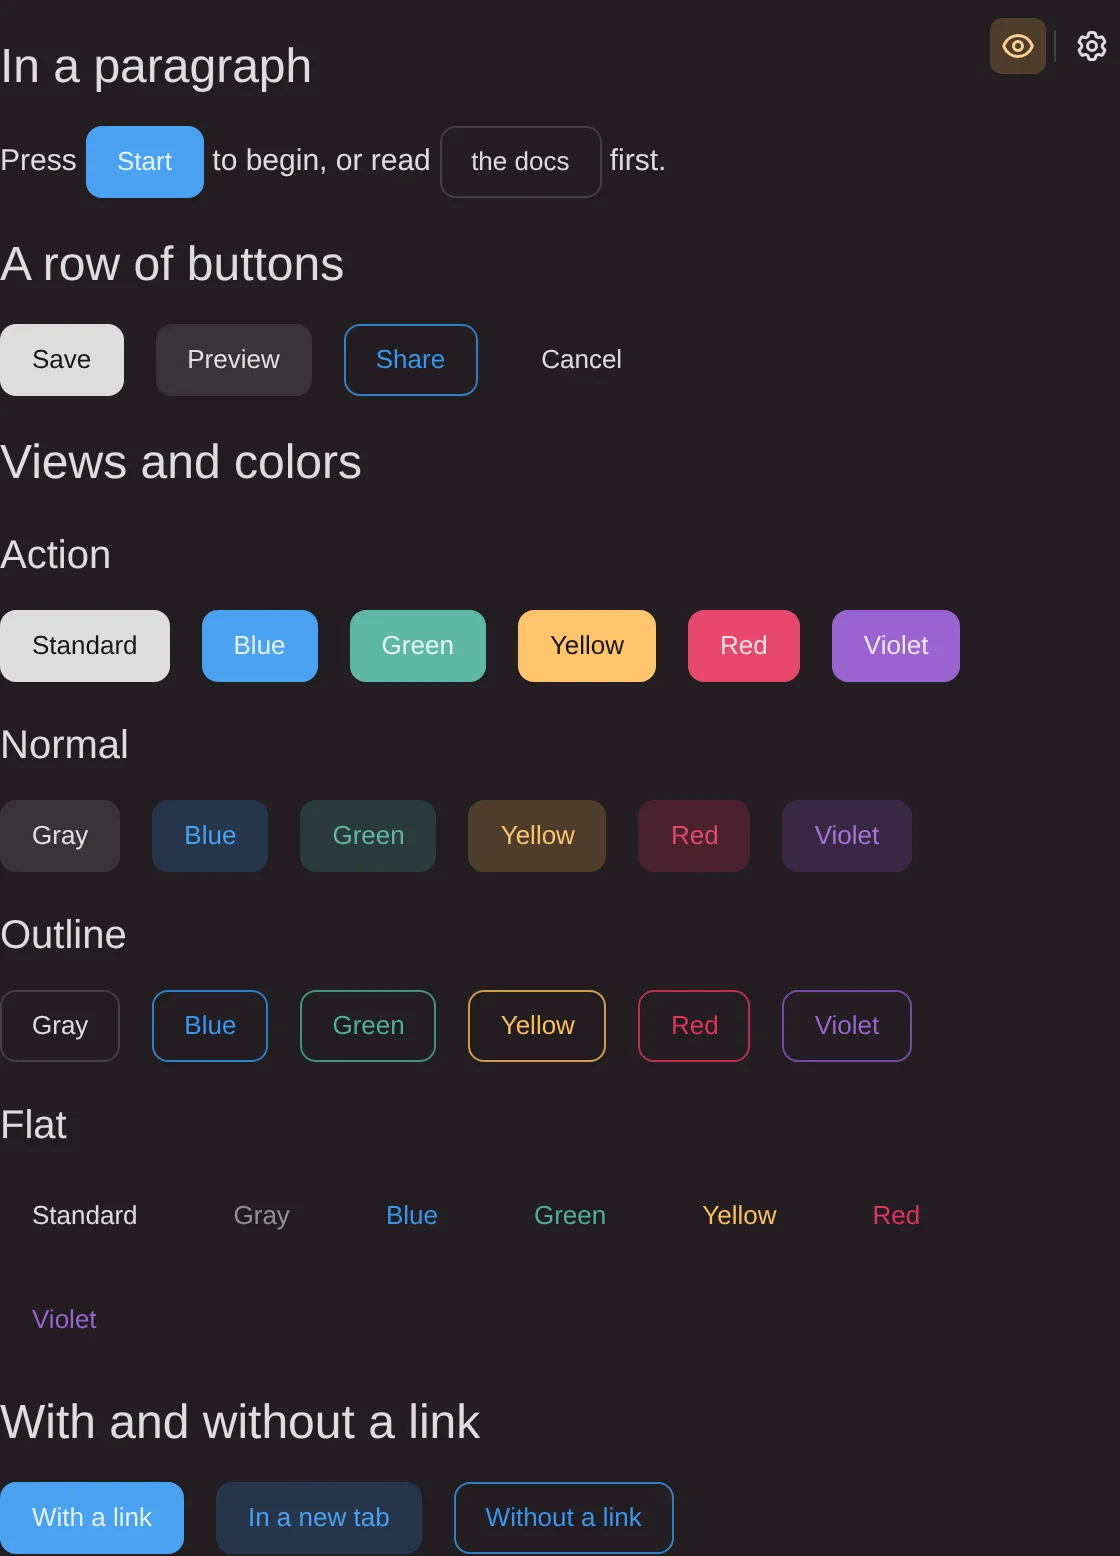 In a paragraph
Press Start to begin, or read the docs first.
A row of buttons
Save Preview Share Cancel
Views and colors
Action
Standard Blue Green Yellow Red Violet
Normal
Gray Blue Green Yellow Red Violet
Outline
Gray Blue Green Yellow Red Violet
Flat
Standard Gray Blue Green Yellow Red
Violet
With and without a link
With a link In a new tab Without a link